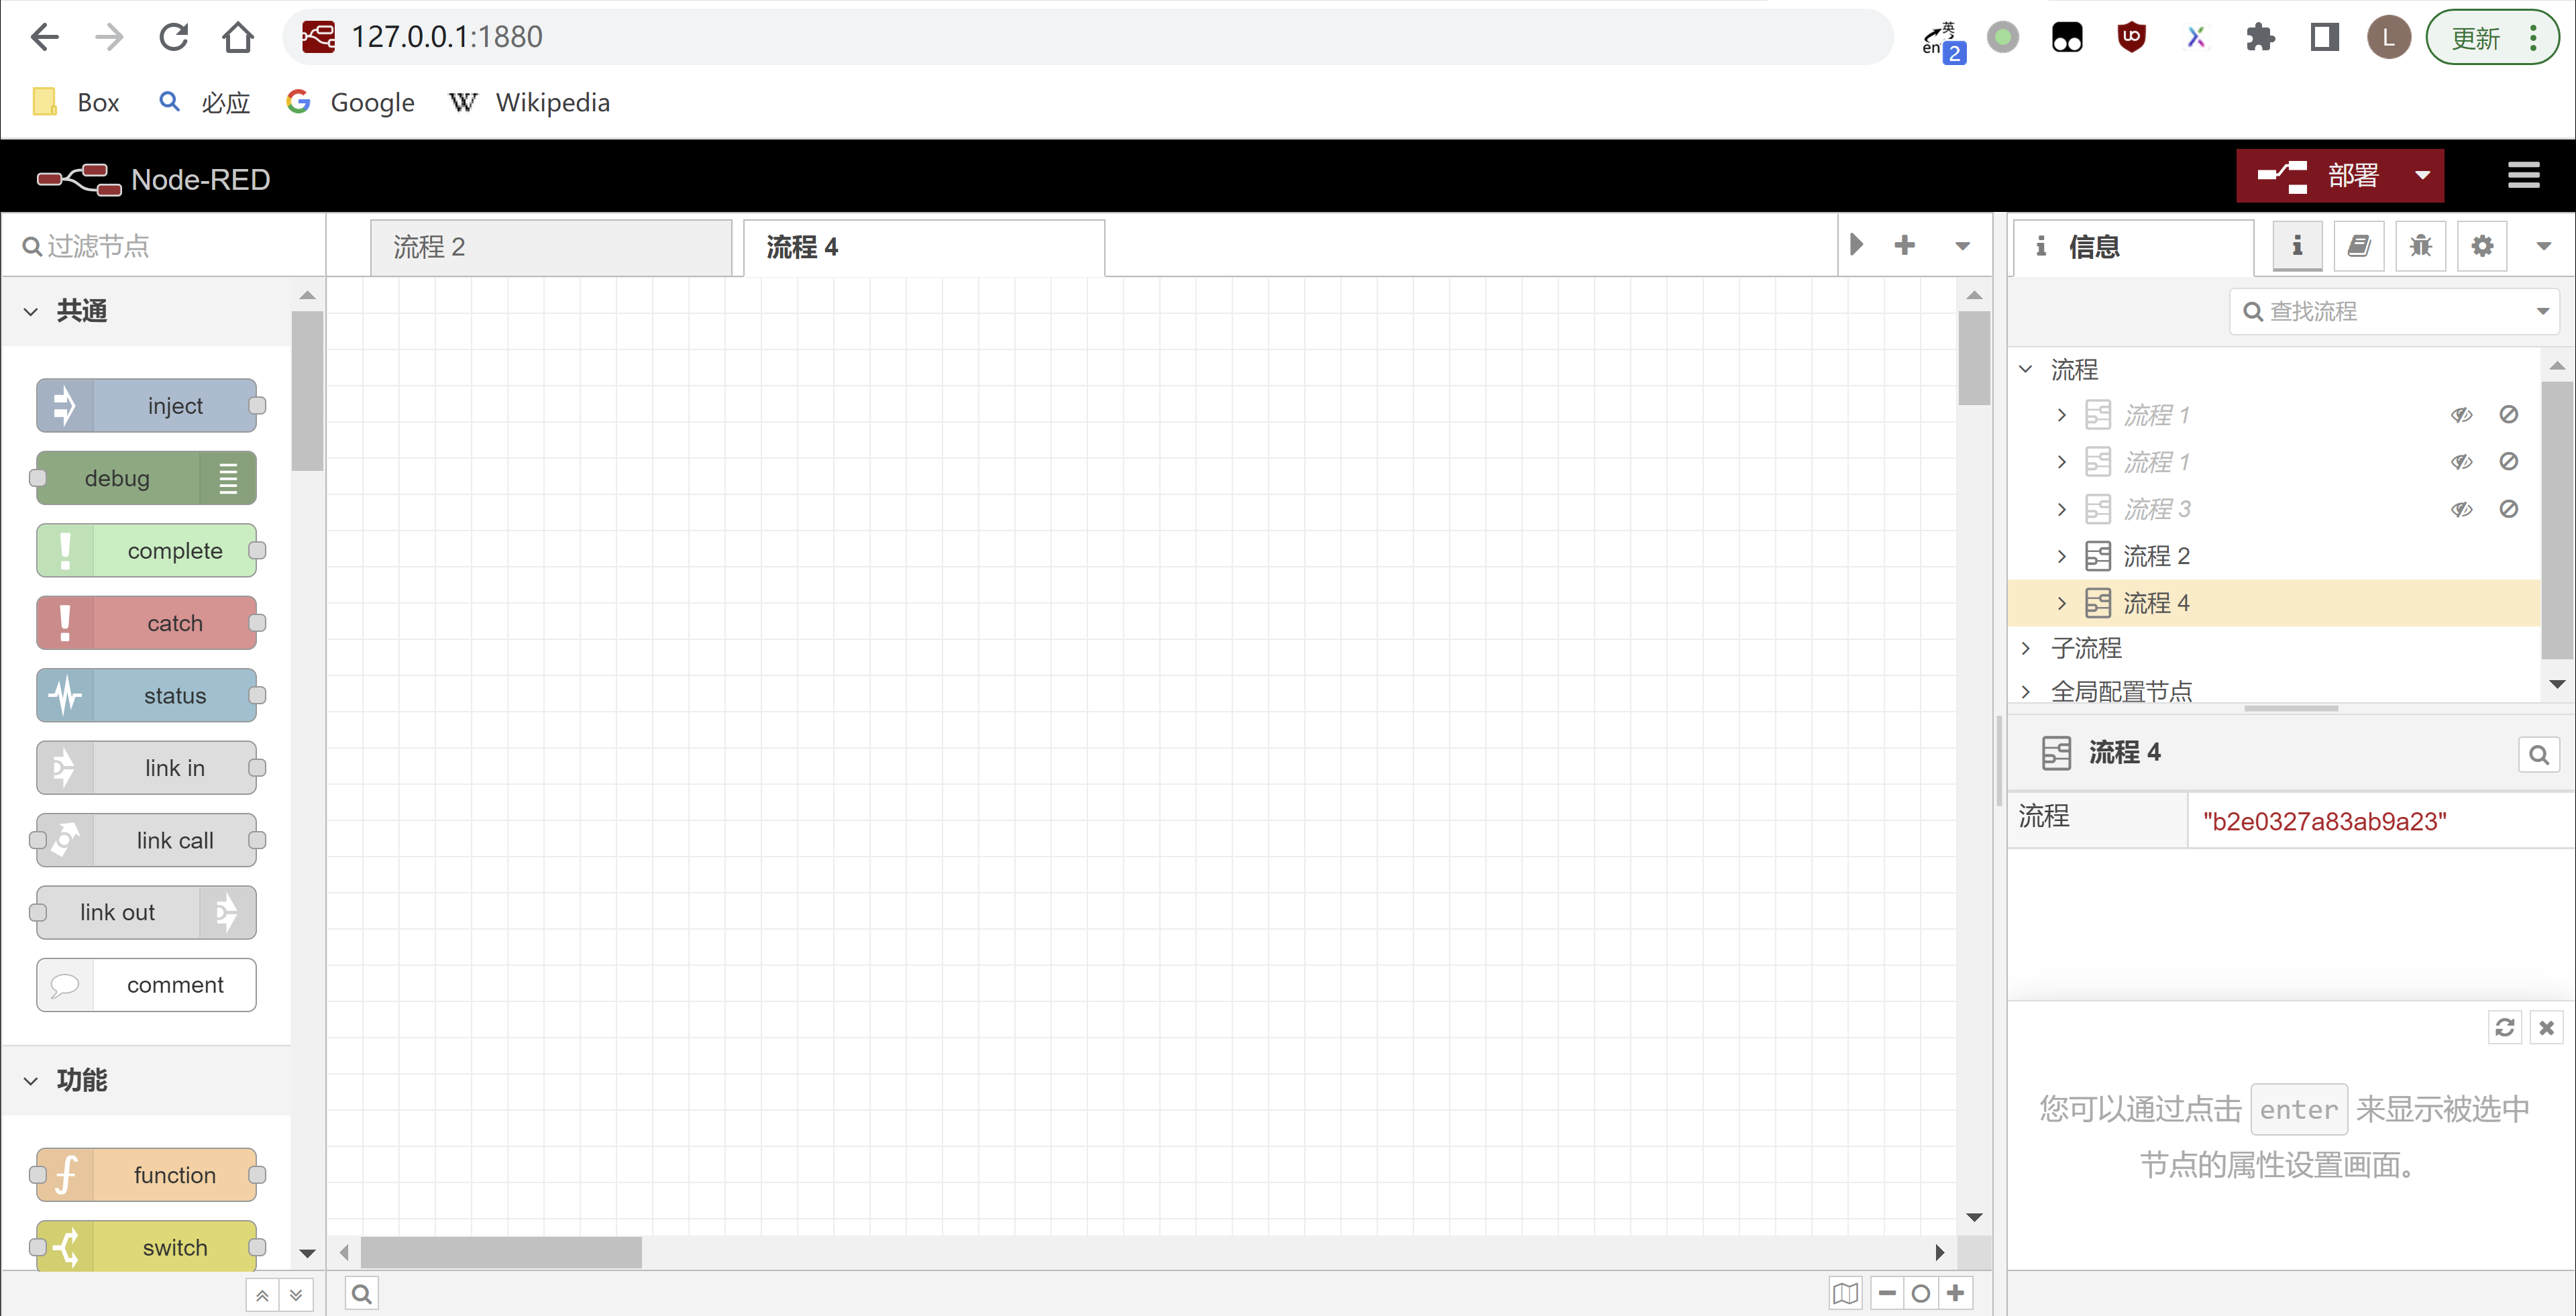 127.0.0.1:1880
英
en
2
L
更新
Box
必应
Google
Wikipedia
Node-RED
部署
过滤节点
流程 2
流程 4
信息
共通
inject
debug
complete
catch
status
link in
link call
link out
comment
功能
function
switch
查找流程
流程
流程 1
流程 1
流程 3
流程 2
流程 4
子流程
全局配置节点
流程 4
流程
"b2e0327a83ab9a23"
您可以通过点击 enter 来显示被选中
节点的属性设置画面。